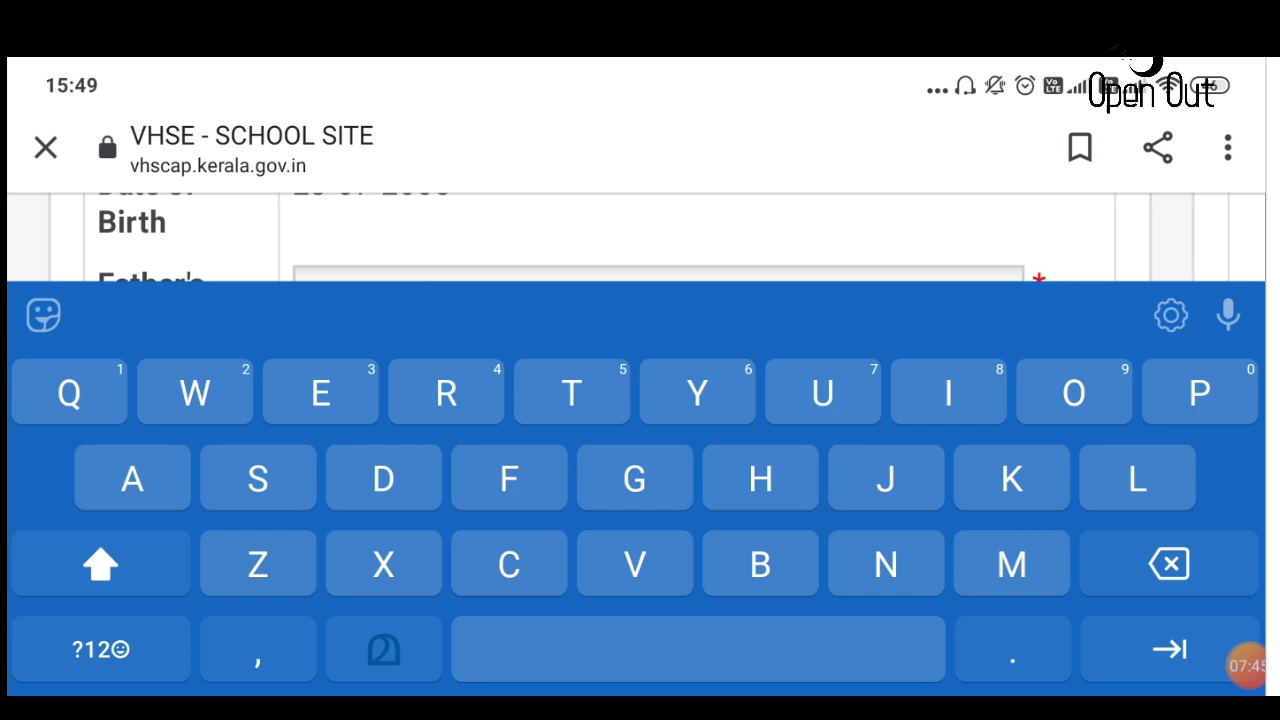 Open Out
15:49
VHSE - SCHOOL SITE
vhscap.kerala.gov.in
Birth
Father's
*
Q 1 W 2 E 3 R 4 T 5 Y 6 U 7 I 8 O 9 P 0
A S D F G H J K L
Z X C V B N M
?12☺ , മ .
07:45